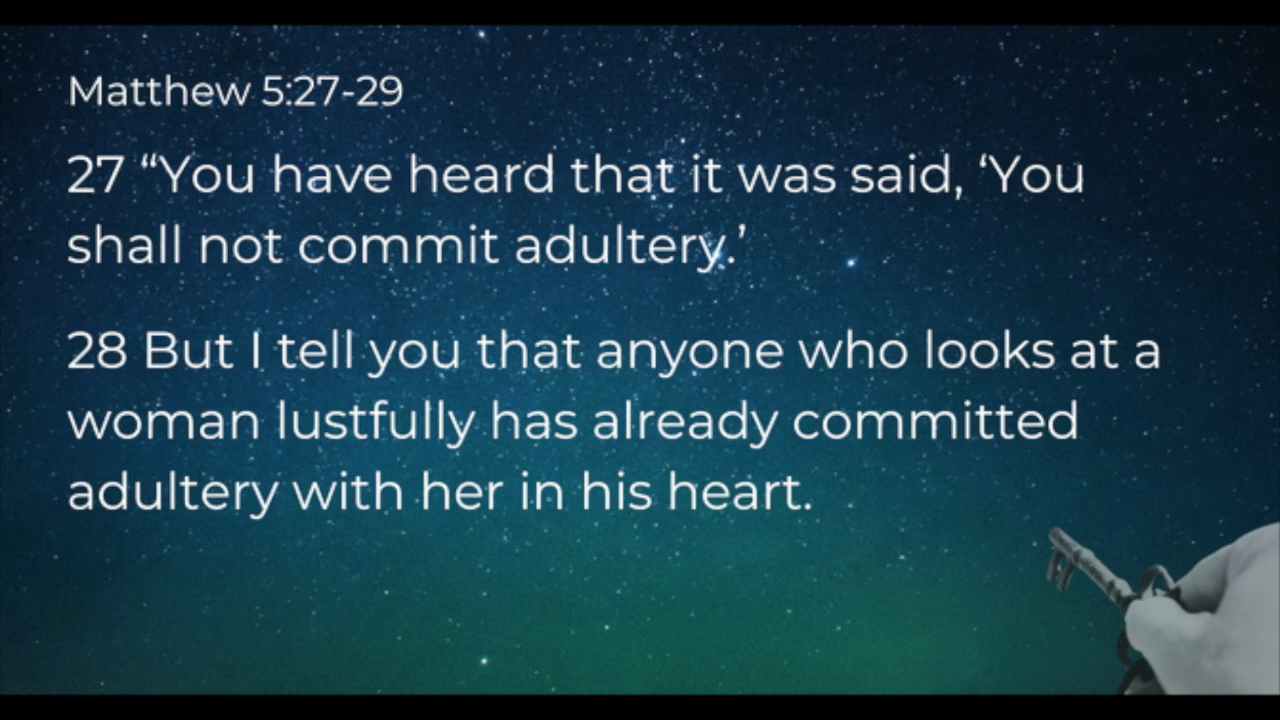 Matthew 5:27-29
27 “You have heard that it was said, ‘You
shall not commit adultery.’
28 But I tell you that anyone who looks at a
woman lustfully has already committed
adultery with her in his heart.